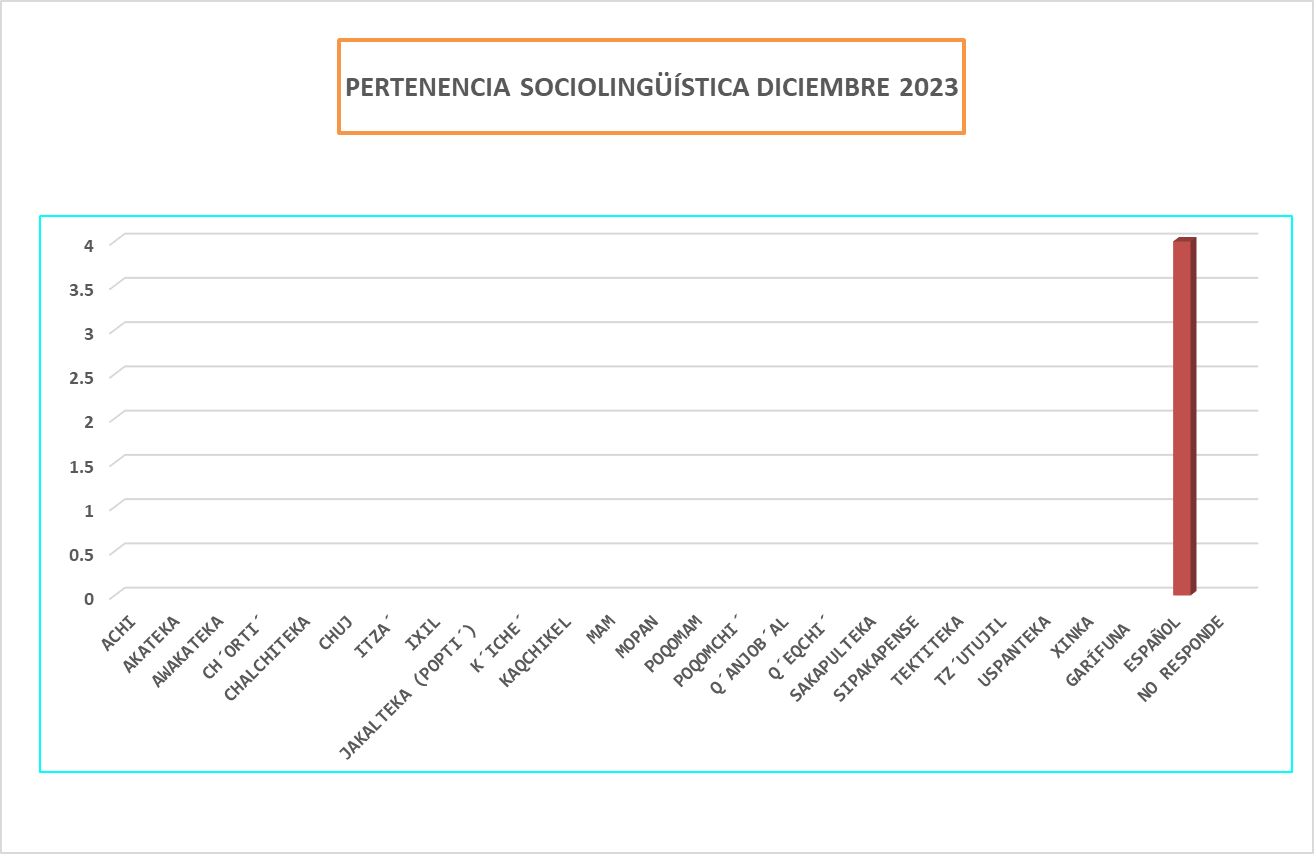 PERTENENCIA SOCIOLINGÜÍSTICA DICIEMBRE 2023
4
3.5
3
2.5
2
1.5
1
0.5
0
ACHI
AKATEKA
AWAKATEKA
CH´ORTI´
CHALCHITEKA
CHUJ
ITZA´
IXIL
JAKALTEKA (POPTI´)
K´ICHE´
KAQCHIKEL
MAM
MOPAN
POQOMAM
POQOMCHI´
Q´ANJOB´AL
Q´EQCHI´
SAKAPULTEKA
SIPAKAPENSE
TEKTITEKA
TZ´UTUJIL
USPANTEKA
XINKA
GARÍFUNA
ESPAÑOL
NO RESPONDE